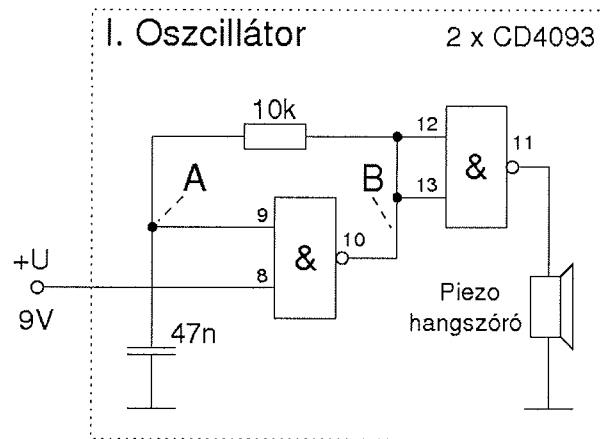 I. Oszcillátor
2 x CD4093
10k
12
11
&
A
B
13
9
10
&
+U
8
9V
Piezo
hangszóró
47n